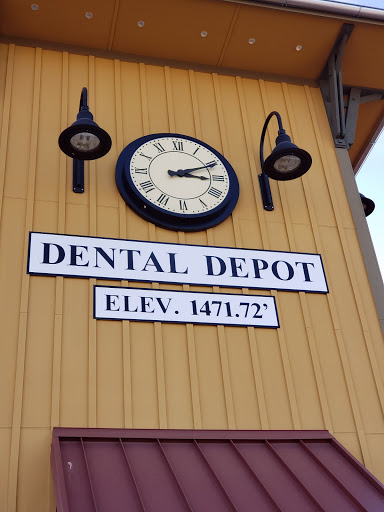 DENTAL DEPOT
ELEV. 1471.72'